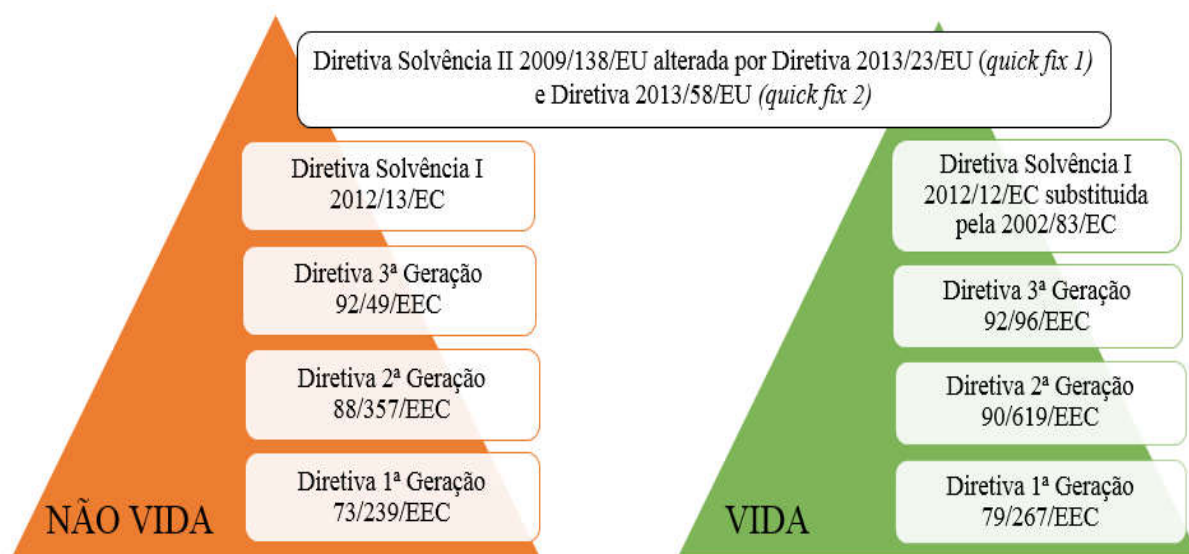 Diretiva Solvência II 2009/138/EU alterada por Diretiva 2013/23/EU (quick fix 1)
e Diretiva 2013/58/EU (quick fix 2)
Diretiva Solvência I
2012/13/EC
Diretiva 3ª Geração
92/49/EEC
Diretiva 2ª Geração
88/357/EEC
Diretiva 1ª Geração
73/239/EEC
NÃO VIDA
Diretiva Solvência I
2012/12/EC substituida
pela 2002/83/EC
Diretiva 3ª Geração
92/96/EEC
Diretiva 2ª Geração
90/619/EEC
Diretiva 1ª Geração
79/267/EEC
VIDA